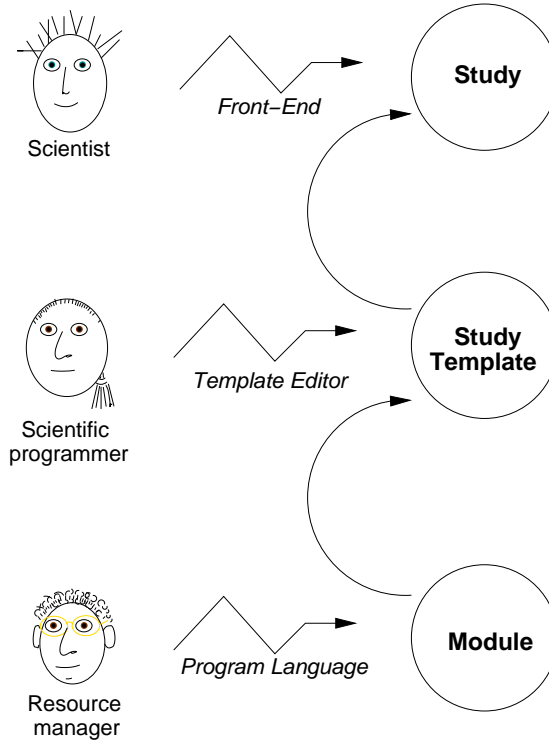 Study
Front−End
Scientist
Study
Template
Template Editor
Scientific
programmer
Module
Program Language
Resource
manager